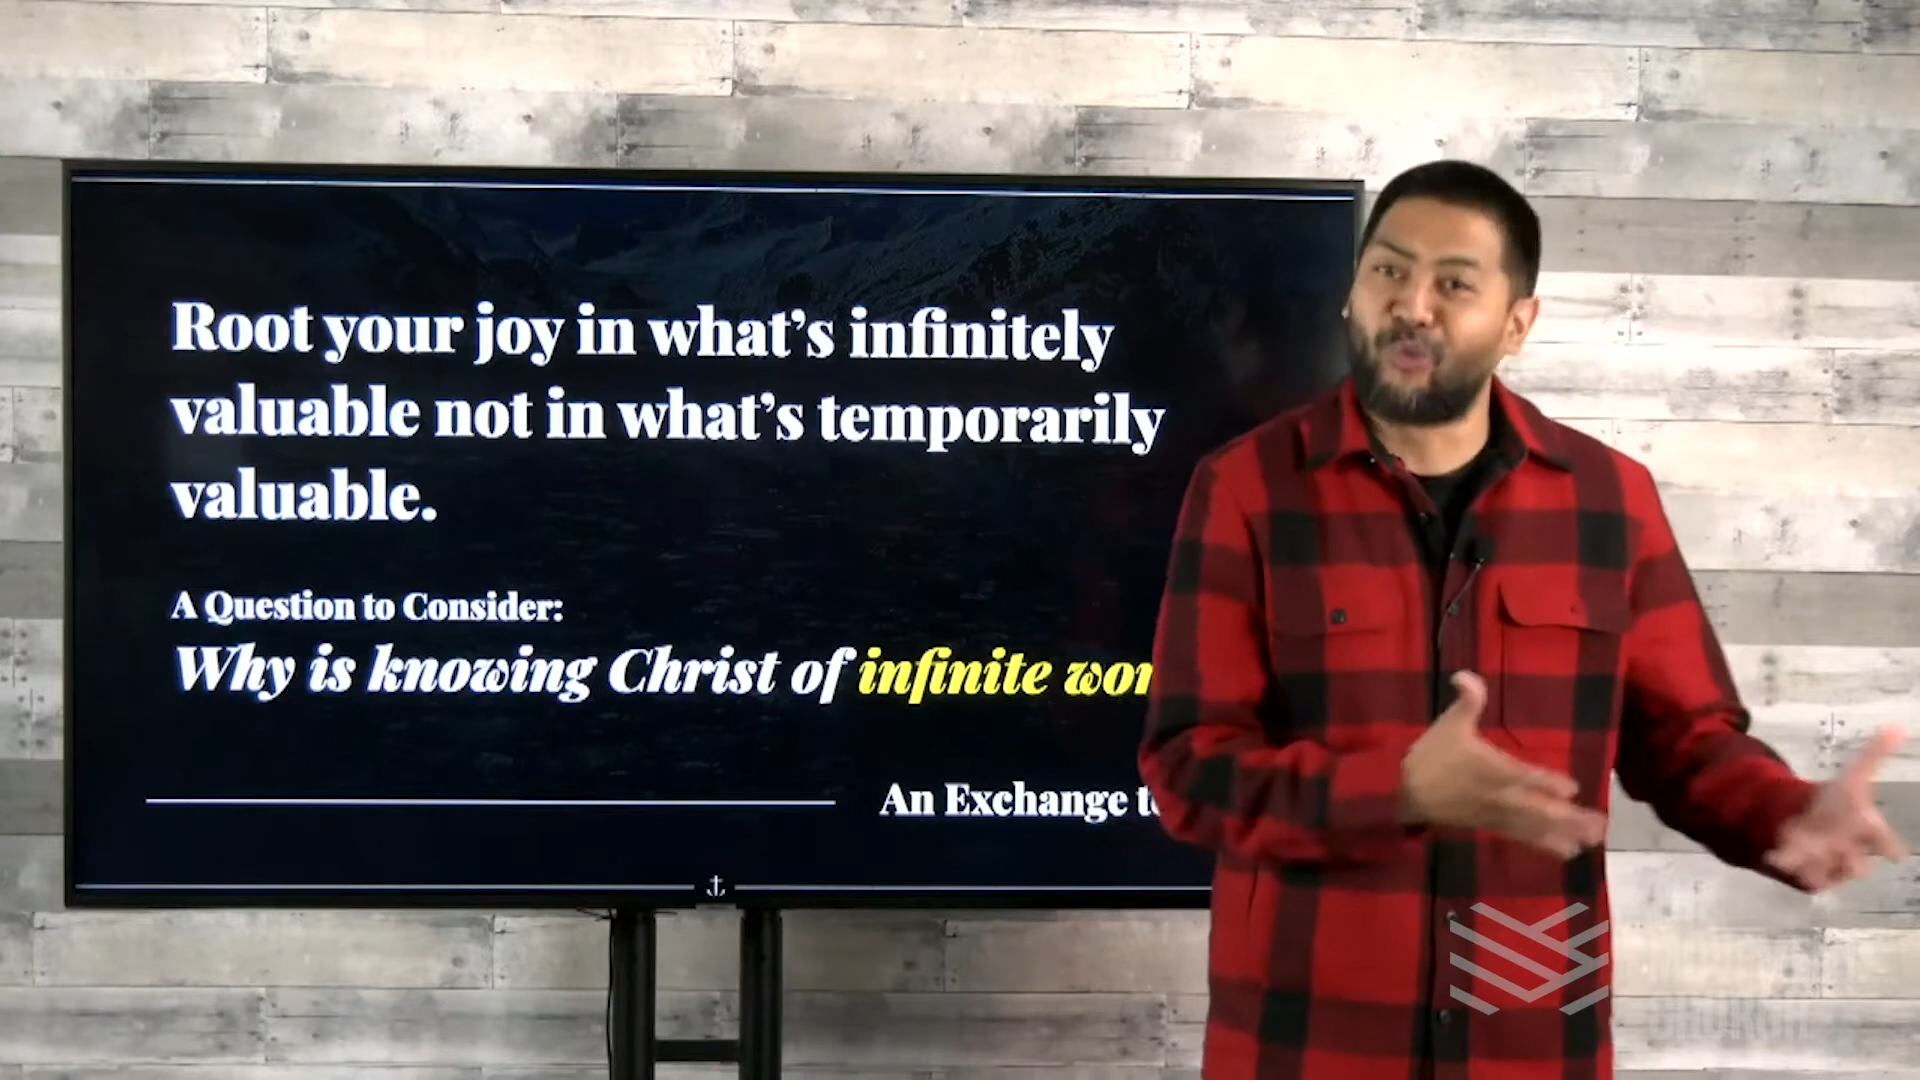 Root your joy in what's infinitely
valuable not in what's temporarily
valuable.
A Question to Consider:
Why is knowing Christ of infinite
An Exchange
CHURCH